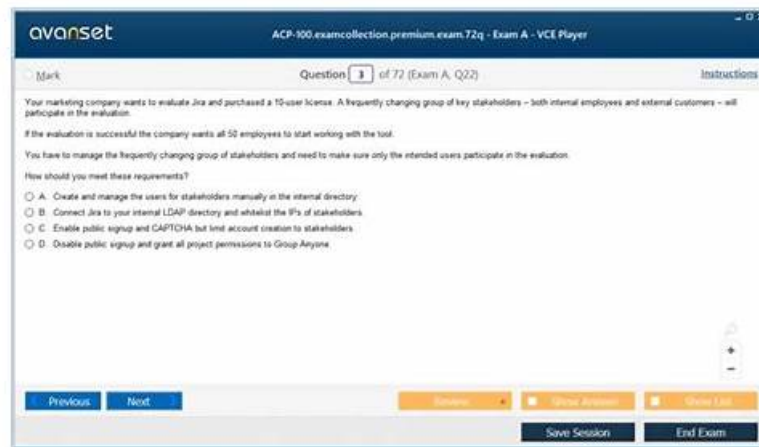 avanset
ACP-100.examcollection.premium.exam.72q - Exam A - VCE Player
Mark
Question 3 of 72 (Exam A, Q22)
Instructions
Your marketing company wants to evaluate Jira and purchased a 10-user license. A frequently changing group of key stakeholders – both internal employees and external customers – will
participate in the evaluation.
If the evaluation is successful the company wants all 50 employees to start working with the tool.
You have to manage the frequently changing group of stakeholders and need to make sure only the intended users participate in the evaluation.
How should you meet these requirements?
A. Create and manage the users for stakeholders manually in the internal directory
B. Connect Jira to your internal LDAP directory and whitelist the IPs of stakeholders
C. Enable public signup and CAPTCHA but limit account creation to stakeholders
D. Disable public signup and grant all project permissions to Group Anyone
+
-
Previous
Next
Review
Show Answer
Show List
Save Session
End Exam